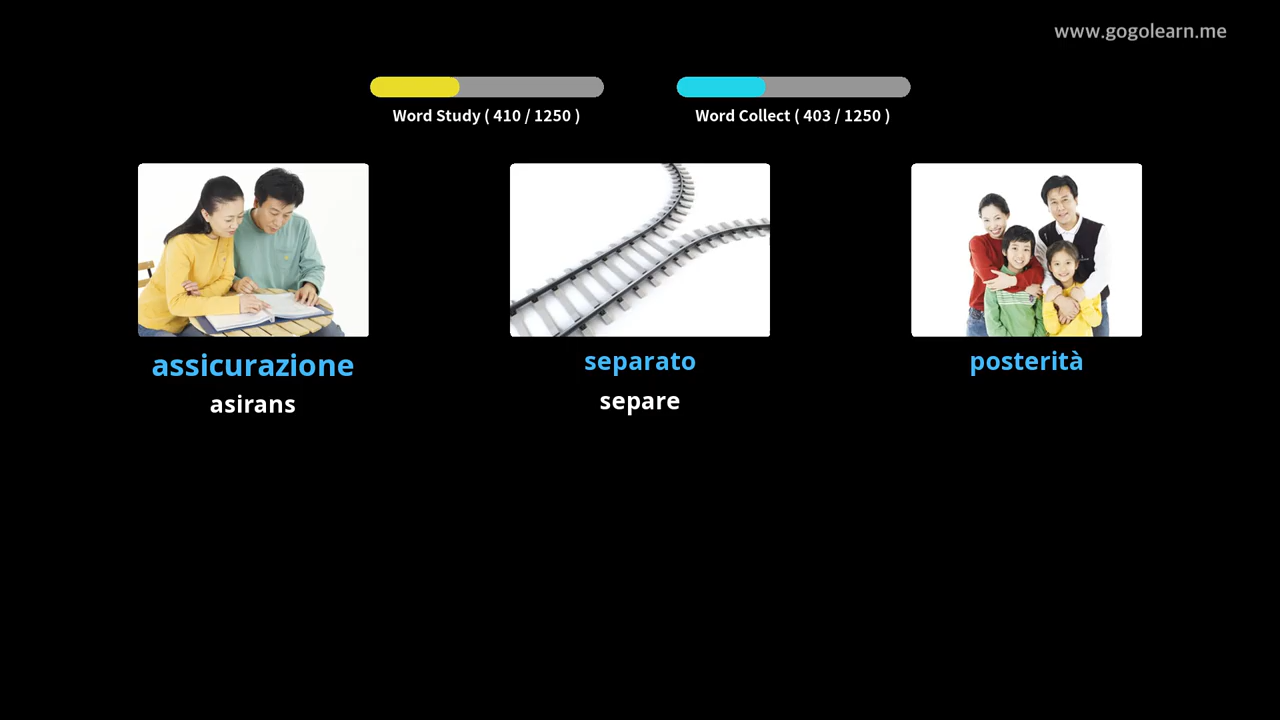 www.gogolearn.me
Word Study ( 410 / 1250 )
Word Collect ( 403 / 1250 )
assicurazione
separato
posterità
asirans
separe